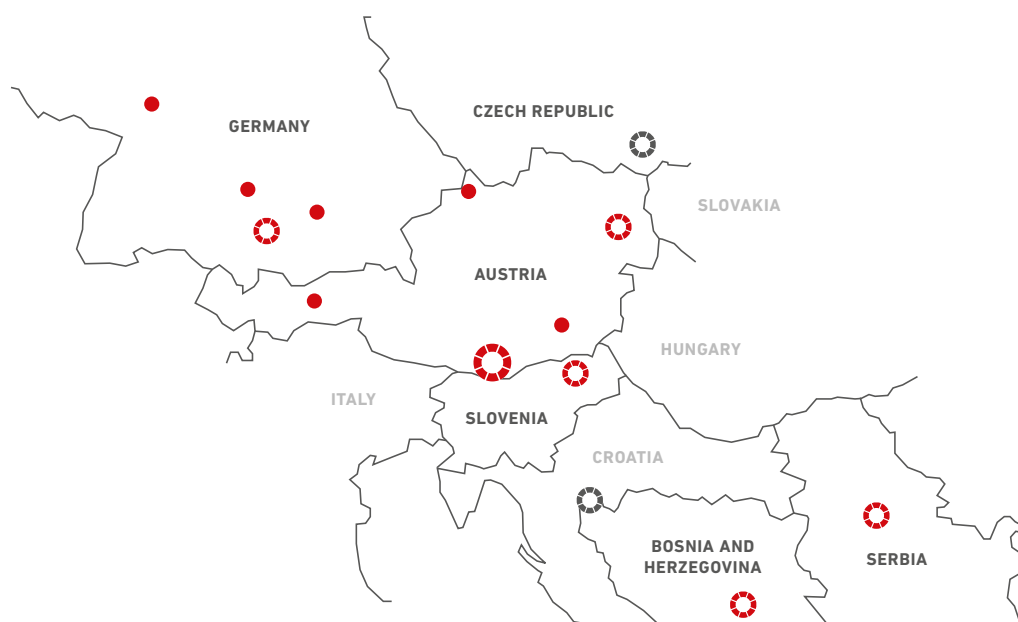 CZECH REPUBLIC
GERMANY
SLOVAKIA
AUSTRIA
HUNGARY
ITALY
SLOVENIA
CROATIA
BOSNIA AND
HERZEGOVINA
SERBIA